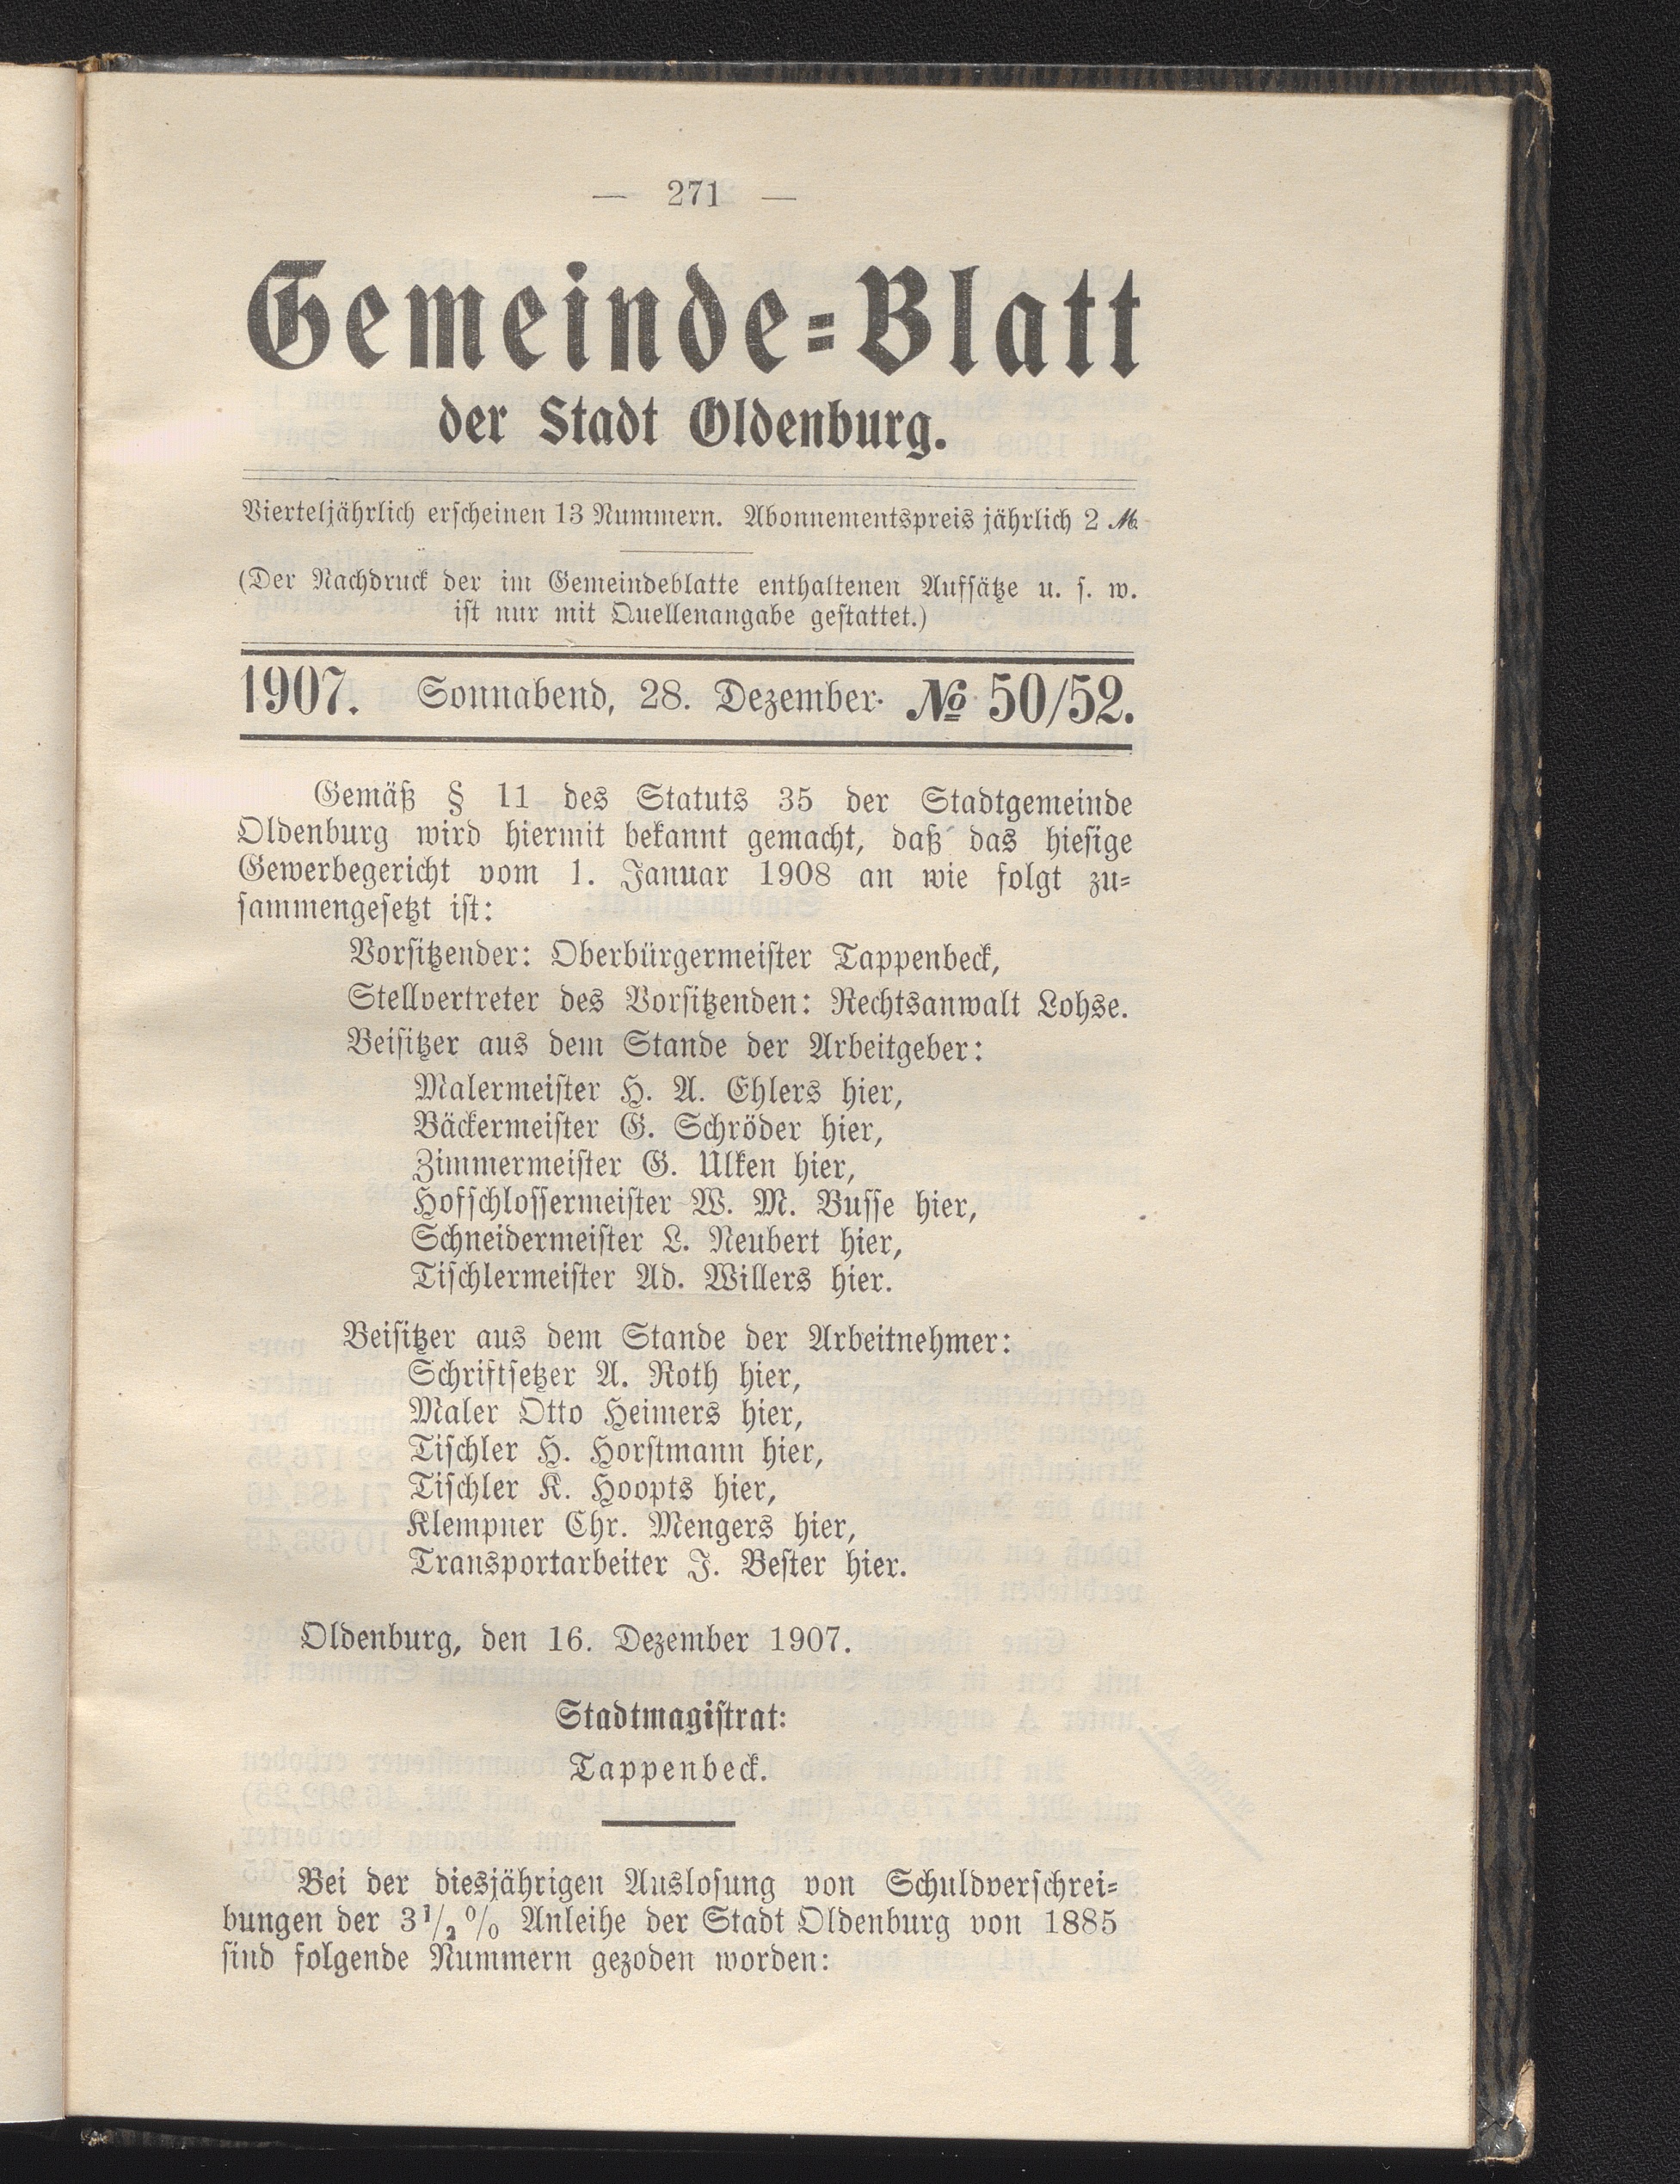 — 271 —
Gemeinde=Blatt
der Stadt Oldenburg.
Vierteljährlich erscheinen 13 Nummern. Abonnementspreis jährlich 2 ℳ.
(Der Nachdruck der im Gemeindeblatte enthaltenen Aufsätze u. s. w.
ist nur mit Quellenangabe gestattet.)
1907. Sonnabend, 28. Dezember. № 50/52.
Gemäß § 11 des Statuts 35 der Stadtgemeinde
Oldenburg wird hiermit bekannt gemacht, daß das hiesige
Gewerbegericht vom 1. Januar 1908 an wie folgt zu=
sammengesetzt ist:
Vorsitzender: Oberbürgermeister Tappenbeck,
Stellvertreter des Vorsitzenden: Rechtsanwalt Lohse.
Beisitzer aus dem Stande der Arbeitgeber:
Malermeister H. A. Ehlers hier,
Bäckermeister G. Schröder hier,
Zimmermeister G. Ulken hier,
Hofschlossermeister W. M. Busse hier,
Schneidermeister L. Neubert hier,
Tischlermeister Ad. Willers hier.
Beisitzer aus dem Stande der Arbeitnehmer:
Schriftsetzer A. Roth hier,
Maler Otto Heimers hier,
Tischler H. Horstmann hier,
Tischler K. Hoopts hier,
Klempner Chr. Mengers hier,
Transportarbeiter J. Bester hier.
Oldenburg, den 16. Dezember 1907.
Stadtmagistrat:
Tappenbeck.
Bei der diesjährigen Auslosung von Schuldverschrei=
bungen der 3½% Anleihe der Stadt Oldenburg von 1885
sind folgende Nummern gezoden worden: